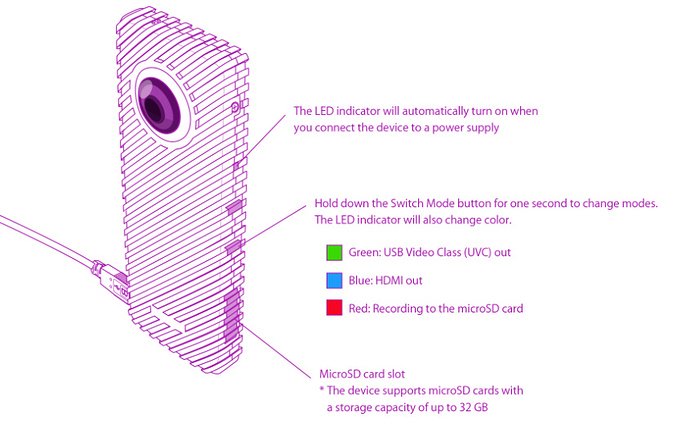 The LED indicator will automatically turn on when
you connect the device to a power supply
Hold down the Switch Mode button for one second to change modes.
The LED indicator will also change color.
Green: USB Video Class (UVC) out
Blue: HDMI out
Red: Recording to the microSD card
MicroSD card slot
* The device supports microSD cards with
a storage capacity of up to 32 GB